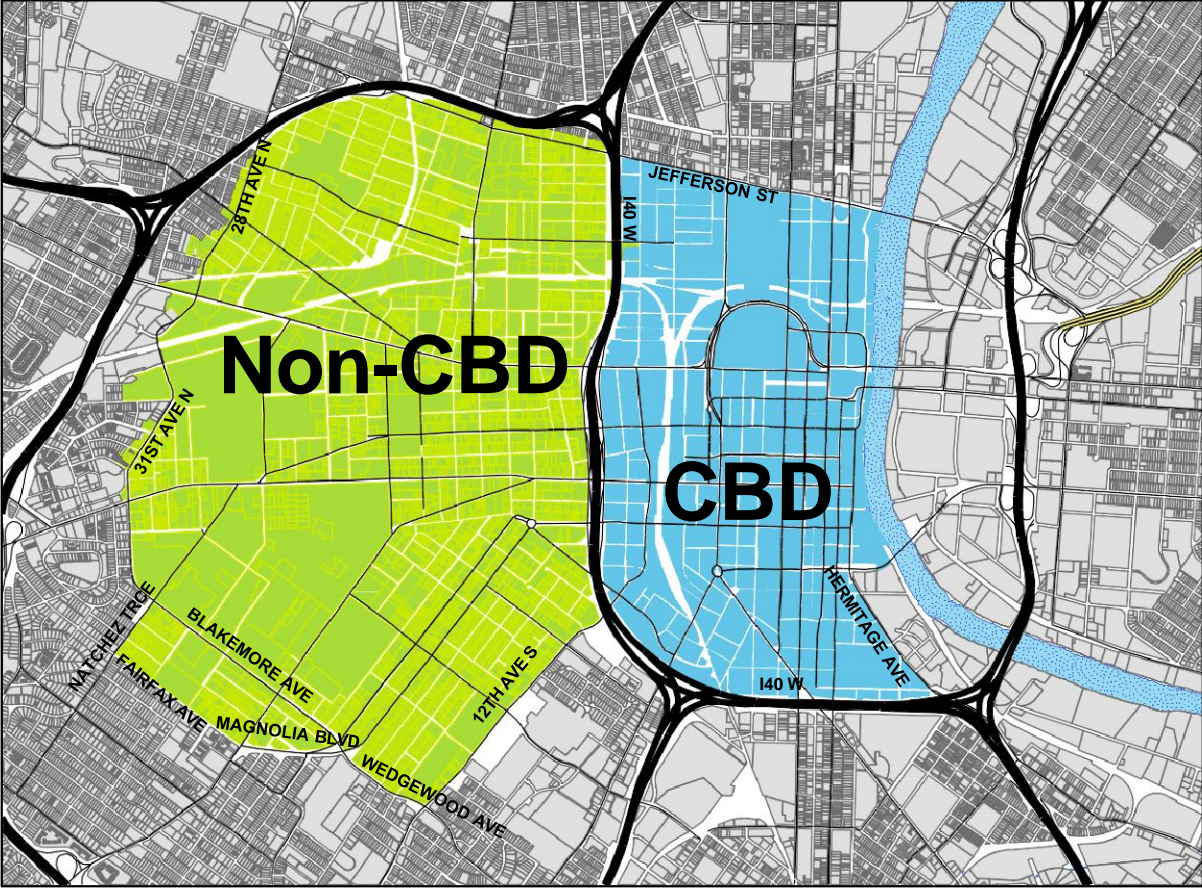 28TH AVE N
JEFFERSON ST
I40 W
Non-CBD
31ST AVE N
CBD
HERMITAGE AVE
NATCHEZ TRCE
BLAKEMORE AVE
FAIRFAX AVE
12TH AVE S
I40 W
MAGNOLIA BLVD
WEDGEWOOD AVE